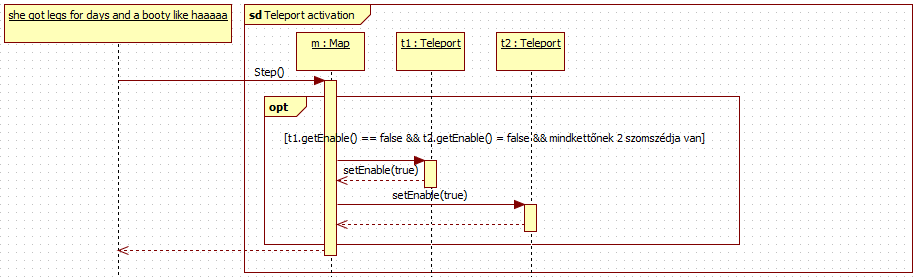 she got legs for days and a booty like haaaaa
sd Teleport activation
m : Map
t1 : Teleport
t2 : Teleport
Step()
opt
[t1.getEnable() == false && t2.getEnable() = false && mindkettőnek 2 szomszédja van]
setEnable(true)
setEnable(true)